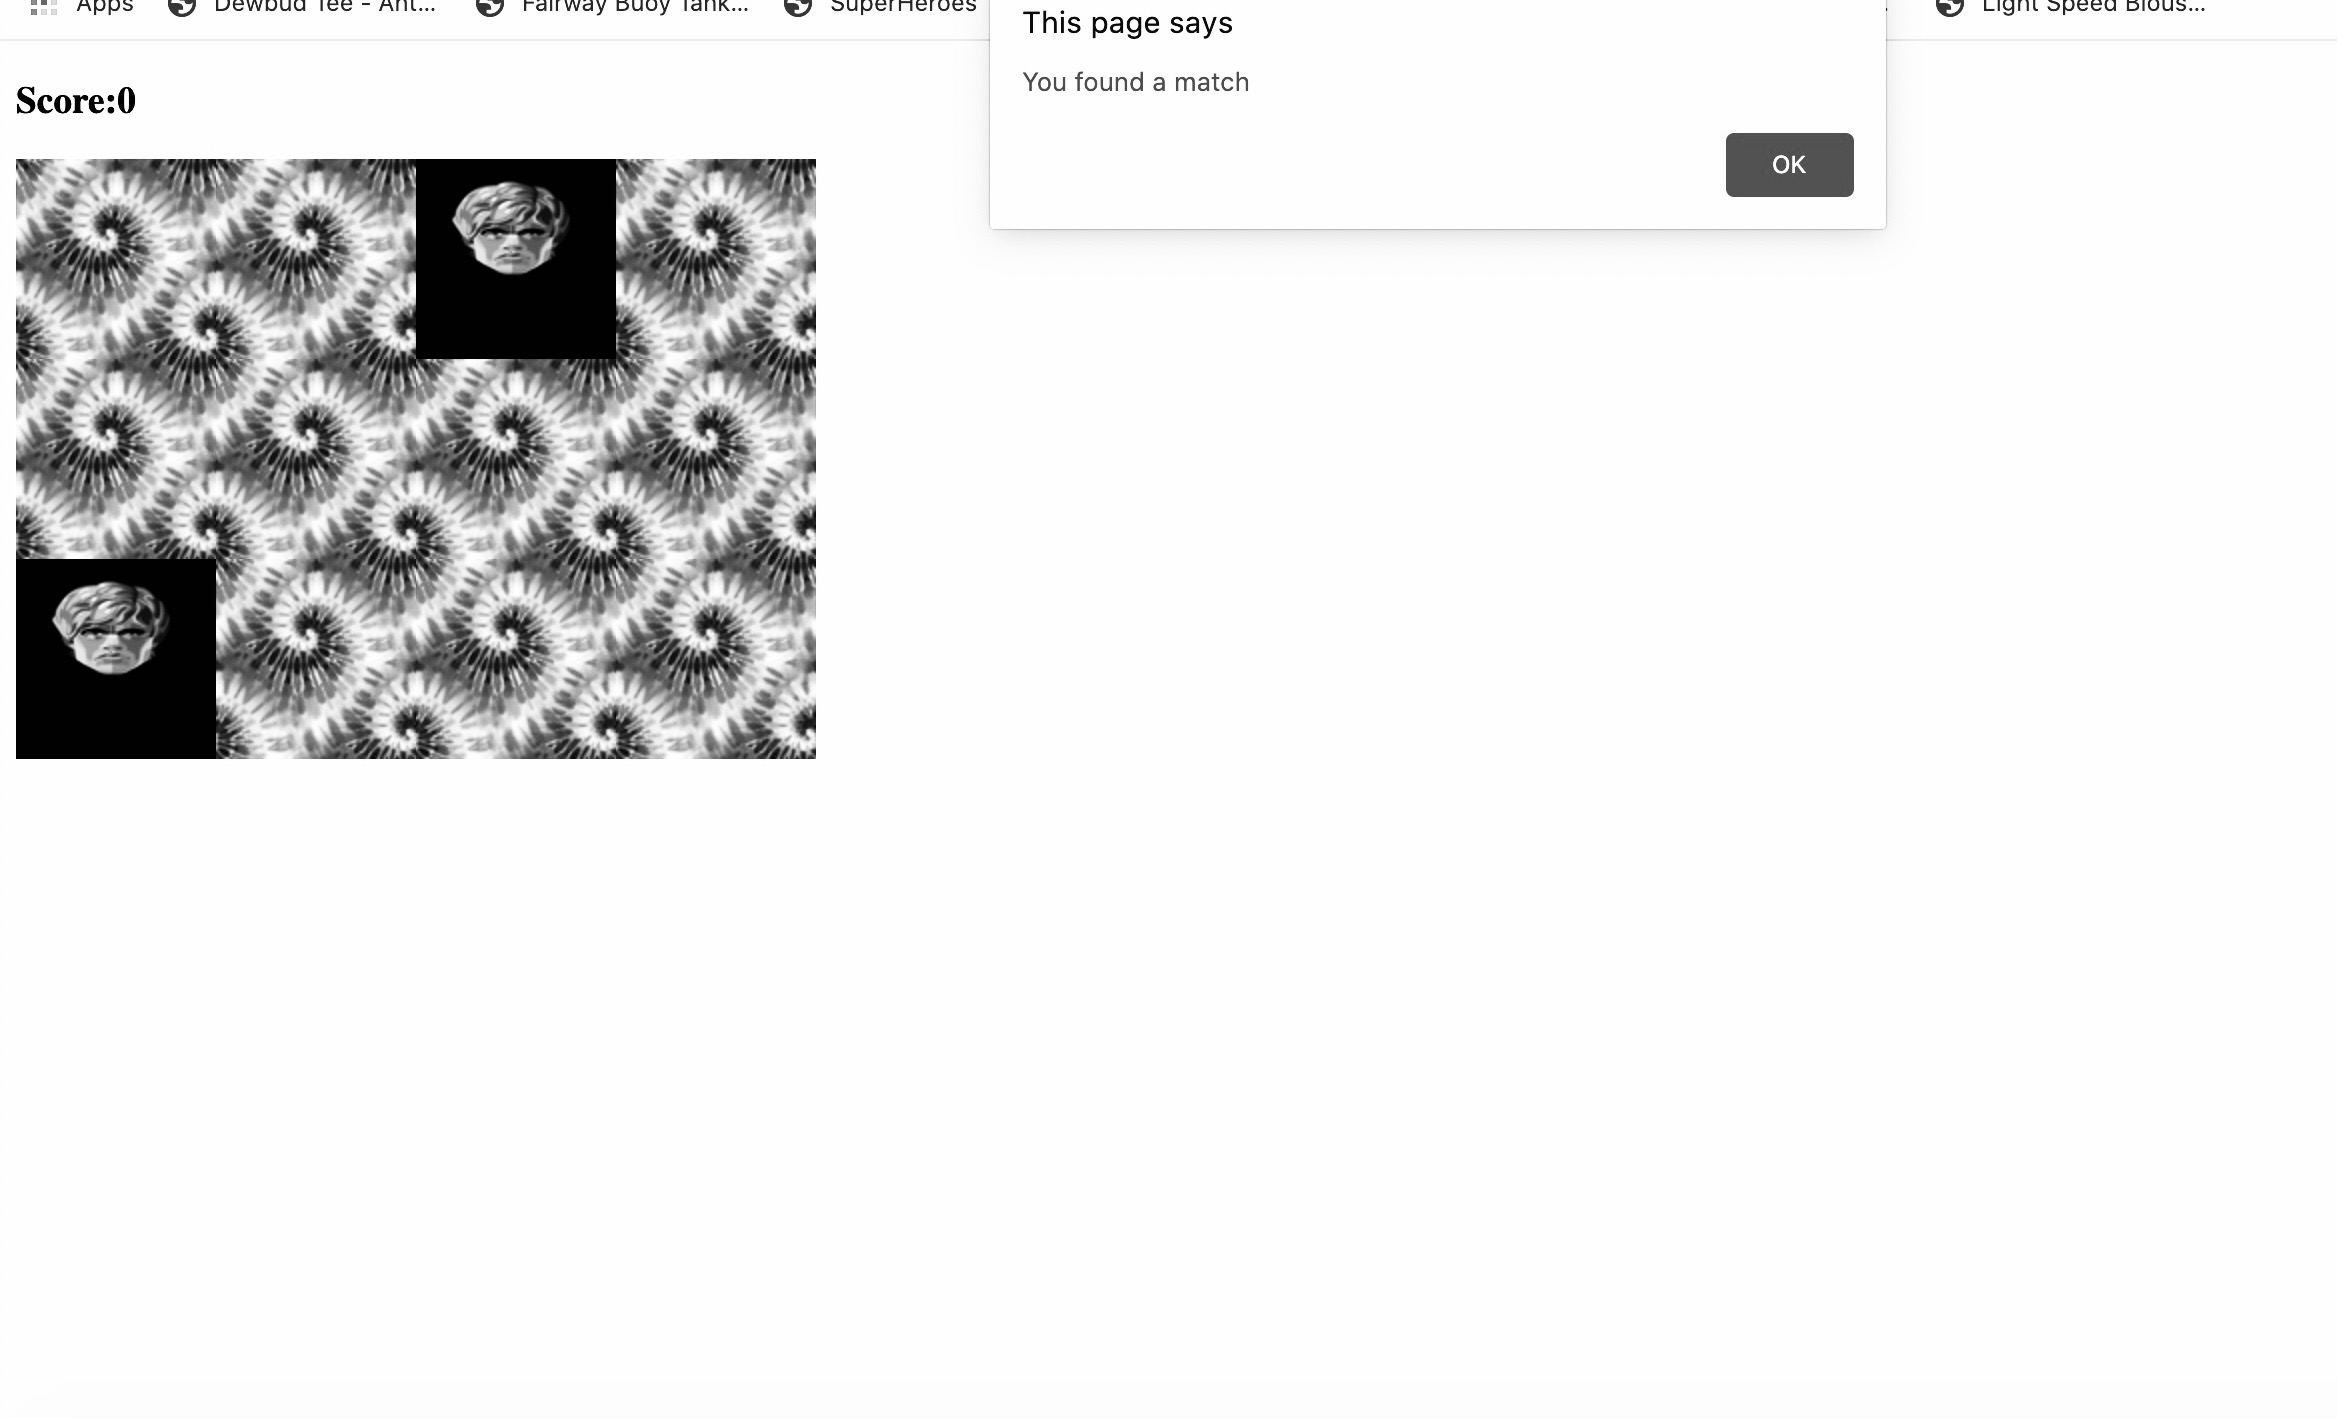 Apps Dewbud Tee - Ant... Fairway Buoy Tank... SuperHeroes Light Speed Blous...
This page says
You found a match
OK
Score:0